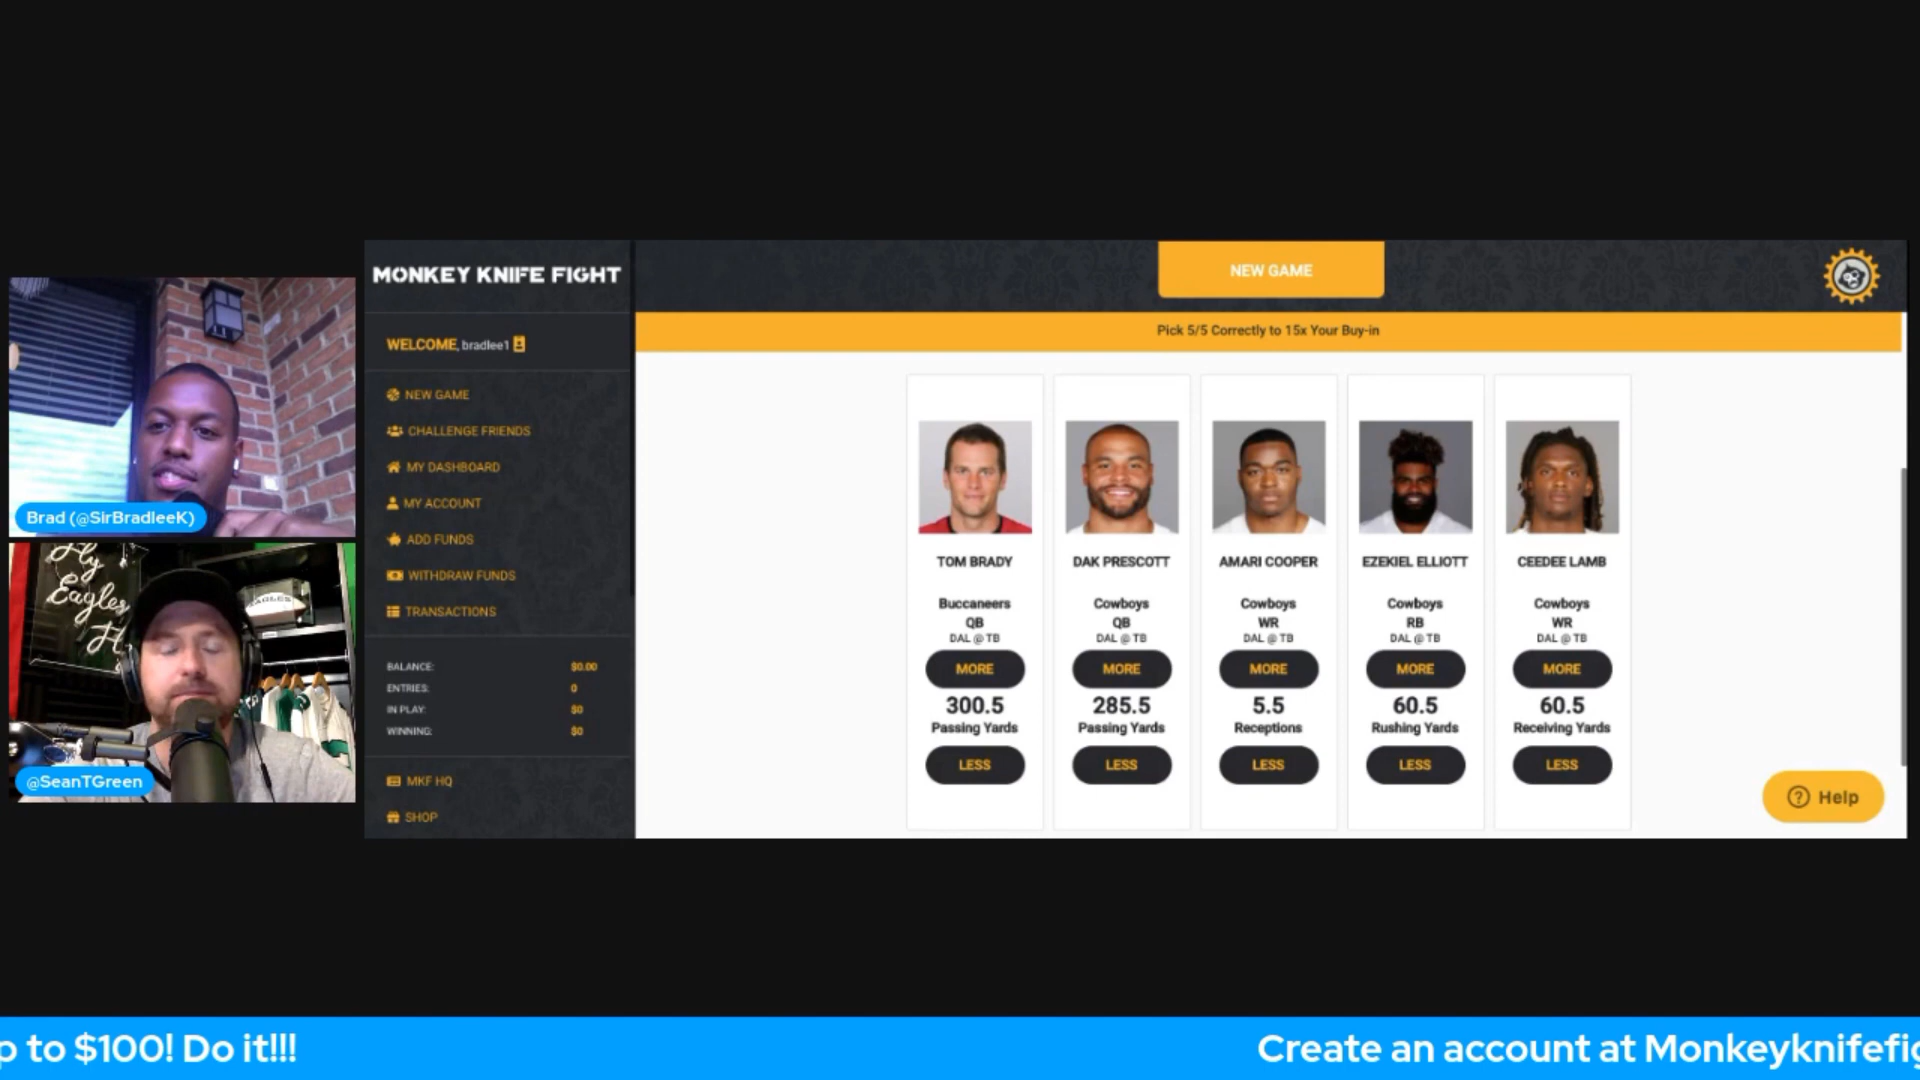 MONKEY KNIFE FIGHT
NEW GAME
Pick 5/5 Correctly to 15x Your Buy-in
WELCOME, bradlee1
NEW GAME
CHALLENGE FRIENDS
MY DASHBOARD
MY ACCOUNT
ADD FUNDS
WITHDRAW FUNDS
TRANSACTIONS
BALANCE: $0.00
ENTRIES: 0
IN PLAY: $0
WINNING: $0
MKF HQ
SHOP
TOM BRADY
Buccaneers
QB
DAL @ TB
MORE
300.5
Passing Yards
LESS
DAK PRESCOTT
Cowboys
QB
DAL @ TB
MORE
285.5
Passing Yards
LESS
AMARI COOPER
Cowboys
WR
DAL @ TB
MORE
5.5
Receptions
LESS
EZEKIEL ELLIOTT
Cowboys
RB
DAL @ TB
MORE
60.5
Rushing Yards
LESS
CEEDEE LAMB
Cowboys
WR
DAL @ TB
MORE
60.5
Receiving Yards
LESS
Help
Brad (@SirBradleeK)
Fly
Eagles
EAGLES
@SeanTGreen
p to $100! Do it!!!
Create an account at Monkeyknifefig